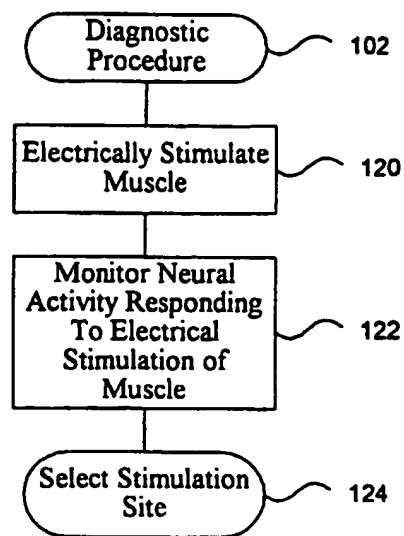 Diagnostic
Procedure
102
Electrically Stimulate
Muscle
120
Monitor Neural
Activity Responding
To Electrical
Stimulation of
Muscle
122
Select Stimulation
Site
124